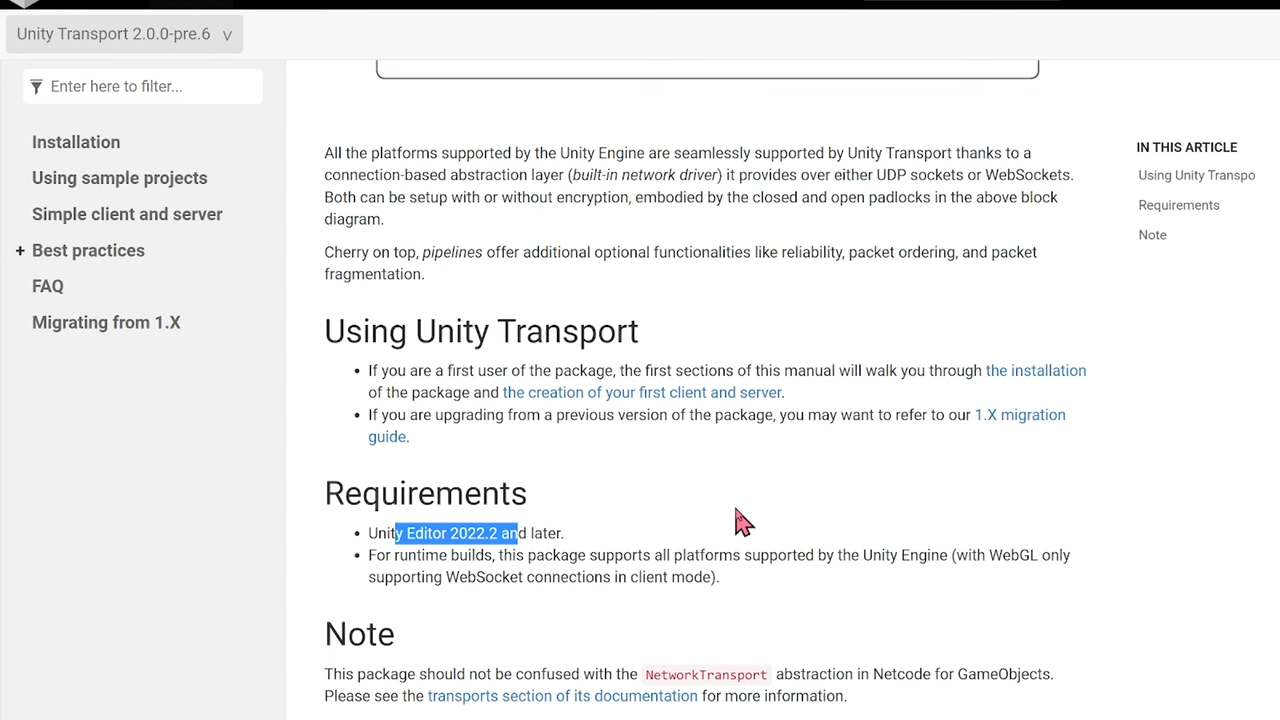 Unity Transport 2.0.0-pre.6
Enter here to filter...
Installation
Using sample projects
Simple client and server
+ Best practices
FAQ
Migrating from 1.X
All the platforms supported by the Unity Engine are seamlessly supported by Unity Transport thanks to a
connection-based abstraction layer (built-in network driver) it provides over either UDP sockets or WebSockets.
Both can be setup with or without encryption, embodied by the closed and open padlocks in the above block
diagram.
Cherry on top, pipelines offer additional optional functionalities like reliability, packet ordering, and packet
fragmentation.
Using Unity Transport
• If you are a first user of the package, the first sections of this manual will walk you through the installation
of the package and the creation of your first client and server.
• If you are upgrading from a previous version of the package, you may want to refer to our 1.X migration
guide.
Requirements
• Unity Editor 2022.2 and later.
• For runtime builds, this package supports all platforms supported by the Unity Engine (with WebGL only
supporting WebSocket connections in client mode).
Note
This package should not be confused with the NetworkTransport abstraction in Netcode for GameObjects.
Please see the transports section of its documentation for more information.
IN THIS ARTICLE
Using Unity Transpo
Requirements
Note